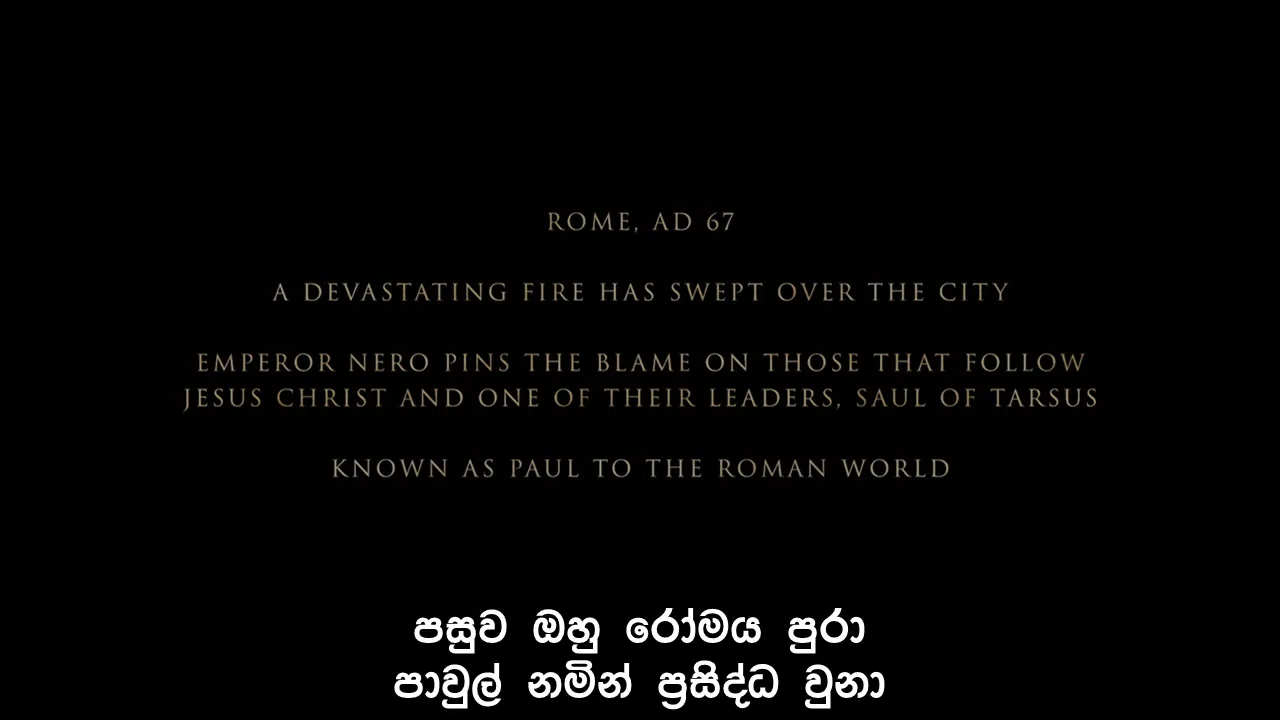 ROME, AD 67
A DEVASTATING FIRE HAS SWEPT OVER THE CITY
EMPEROR NERO PINS THE BLAME ON THOSE THAT FOLLOW
JESUS CHRIST AND ONE OF THEIR LEADERS, SAUL OF TARSUS
KNOWN AS PAUL TO THE ROMAN WORLD
පසුව ඔහු රෝමය පුරා
පාවුල් නමින් ප්‍රසිද්ධ වුනා